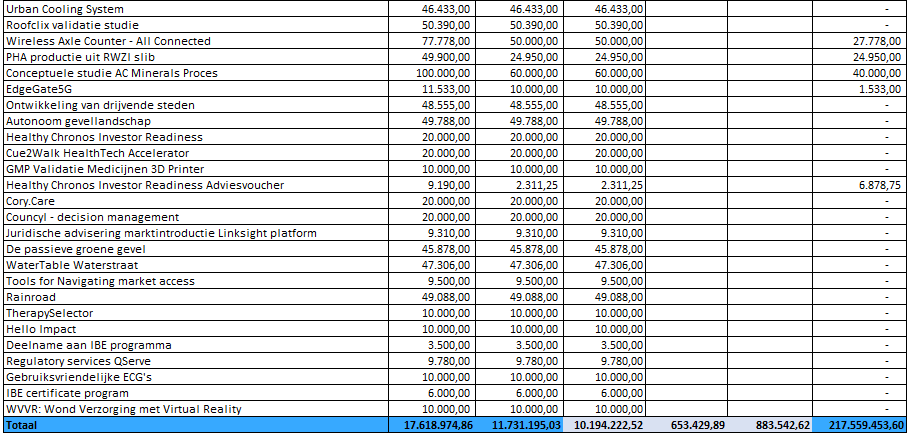 Urban Cooling System 46.433,00 46.433,00 46.433,00 -
Roofclix validatie studie 50.390,00 50.390,00 50.390,00 -
Wireless Axle Counter - All Connected 77.778,00 50.000,00 50.000,00 27.778,00
PHA productie uit RWZI slib 49.900,00 24.950,00 24.950,00 24.950,00
Conceptuele studie AC Minerals Proces 100.000,00 60.000,00 60.000,00 40.000,00
EdgeGate5G 11.533,00 10.000,00 10.000,00 1.533,00
Ontwikkeling van drijvende steden 48.555,00 48.555,00 48.555,00 -
Autonoom gevellandschap 49.788,00 49.788,00 49.788,00 -
Healthy Chronos Investor Readiness 20.000,00 20.000,00 20.000,00 -
Cue2Walk HealthTech Accelerator 20.000,00 20.000,00 20.000,00 -
GMP Validatie Medicijnen 3D Printer 10.000,00 10.000,00 10.000,00 -
Healthy Chronos Investor Readiness Adviesvoucher 9.190,00 2.311,25 2.311,25 6.878,75
Cory.Care 20.000,00 20.000,00 20.000,00 -
Councyl - decision management 20.000,00 20.000,00 20.000,00 -
Juridische advisering marktintroductie Linksight platform 9.310,00 9.310,00 9.310,00 -
De passieve groene gevel 45.878,00 45.878,00 45.878,00 -
WaterTable Waterstraat 47.306,00 47.306,00 47.306,00 -
Tools for Navigating market access 9.500,00 9.500,00 9.500,00 -
Rainroad 49.088,00 49.088,00 49.088,00 -
TherapySelector 10.000,00 10.000,00 10.000,00 -
Hello Impact 10.000,00 10.000,00 10.000,00 -
Deelname aan IBE programma 3.500,00 3.500,00 3.500,00 -
Regulatory services QServe 9.780,00 9.780,00 9.780,00 -
Gebruiksvriendelijke ECG's 10.000,00 10.000,00 10.000,00 -
IBE certificate program 6.000,00 6.000,00 6.000,00 -
WVVR: Wond Verzorging met Virtual Reality 10.000,00 10.000,00 10.000,00 -
Totaal 17.618.974,86 11.731.195,03 10.194.222,52 653.429,89 883.542,62 217.559.453,60